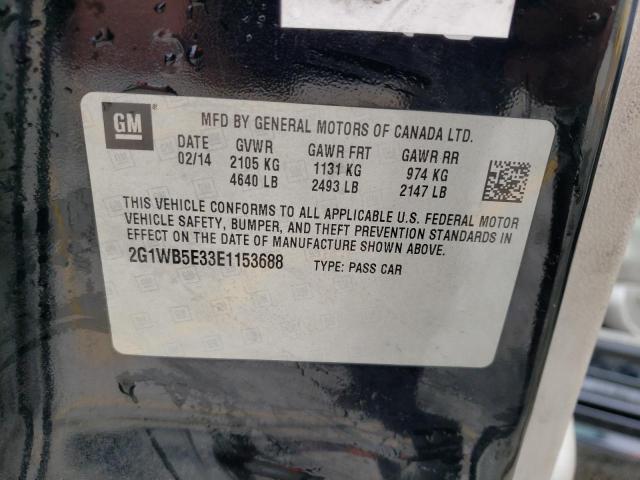 GM ® MFD BY GENERAL MOTORS OF CANADA LTD.
DATE GVWR GAWR FRT GAWR RR
02/14 2105 KG 1131 KG 974 KG
4640 LB 2493 LB 2147 LB
THIS VEHICLE CONFORMS TO ALL APPLICABLE U.S. FEDERAL MOTOR
VEHICLE SAFETY, BUMPER, AND THEFT PREVENTION STANDARDS IN
EFFECT ON THE DATE OF MANUFACTURE SHOWN ABOVE.
2G1WB5E33E1153688 TYPE: PASS CAR